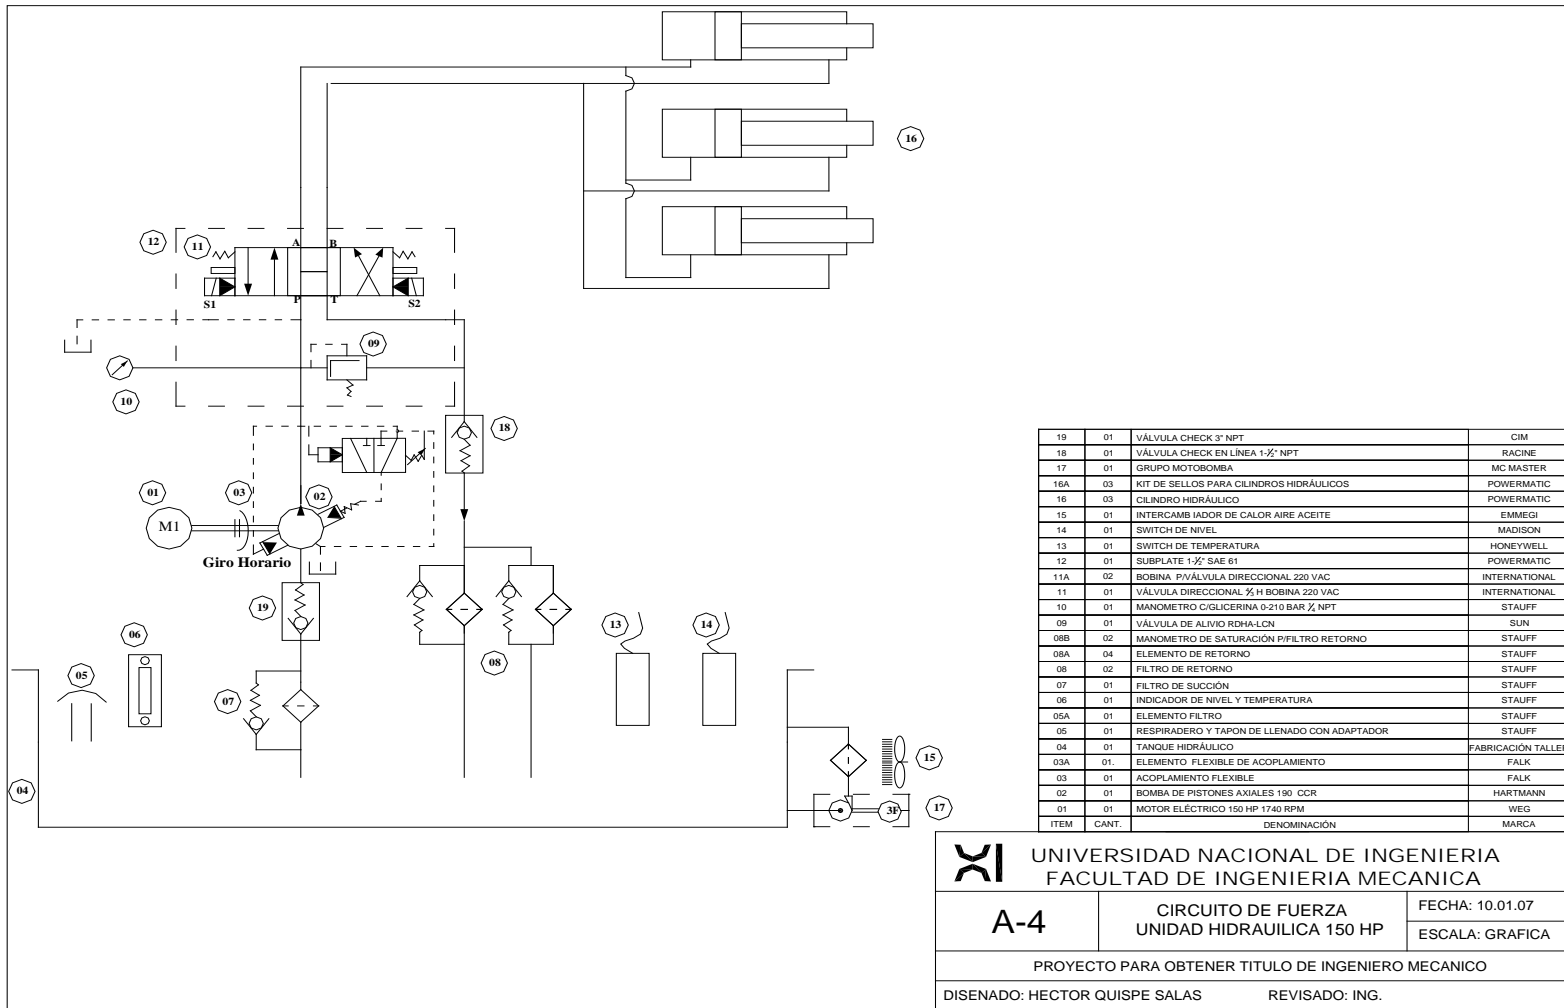 16
12
11
A B
S1
P T
S2
09
10
18
01
03
02
M1
Giro Horario
19
06
13
14
08
05
07
15
04
3F
17
19 01 VÁLVULA CHECK 3" NPT CIM
18 01 VÁLVULA CHECK EN LÍNEA 1-½" NPT RACINE
17 01 GRUPO MOTOBOMBA MC MASTER
16A 03 KIT DE SELLOS PARA CILINDROS HIDRÁULICOS POWERMATIC
16 03 CILINDRO HIDRÁULICO POWERMATIC
15 01 INTERCAMB IADOR DE CALOR AIRE ACEITE EMMEGI
14 01 SWITCH DE NIVEL MADISON
13 01 SWITCH DE TEMPERATURA HONEYWELL
12 01 SUBPLATE 1-½" SAE 61 POWERMATIC
11A 02 BOBINA P/VÁLVULA DIRECCIONAL 220 VAC INTERNATIONAL
11 01 VÁLVULA DIRECCIONAL H BOBINA 220 VAC INTERNATIONAL
10 01 MANOMETRO C/GLICERINA 0-210 BAR ¼ NPT STAUFF
09 01 VÁLVULA DE ALIVIO RDHA-LCN SUN
08B 02 MANOMETRO DE SATURACIÓN P/FILTRO RETORNO STAUFF
08A 04 ELEMENTO DE RETORNO STAUFF
08 02 FILTRO DE RETORNO STAUFF
07 01 FILTRO DE SUCCIÓN STAUFF
06 01 INDICADOR DE NIVEL Y TEMPERATURA STAUFF
05A 01 ELEMENTO FILTRO STAUFF
05 01 RESPIRADERO Y TAPON DE LLENADO CON ADAPTADOR STAUFF
04 01 TANQUE HIDRÁULICO FABRICACIÓN TALLER
03A 01. ELEMENTO FLEXIBLE DE ACOPLAMIENTO FALK
03 01 ACOPLAMIENTO FLEXIBLE FALK
02 01 BOMBA DE PISTONES AXIALES 190 CCR HARTMANN
01 01 MOTOR ELÉCTRICO 150 HP 1740 RPM WEG
ITEM CANT. DENOMINACIÓN MARCA
UNIVERSIDAD NACIONAL DE INGENIERIA
FACULTAD DE INGENIERIA MECANICA
A-4
CIRCUITO DE FUERZA
UNIDAD HIDRAUILICA 150 HP
FECHA: 10.01.07
ESCALA: GRAFICA
PROYECTO PARA OBTENER TITULO DE INGENIERO MECANICO
DISENADO: HECTOR QUISPE SALAS REVISADO: ING.